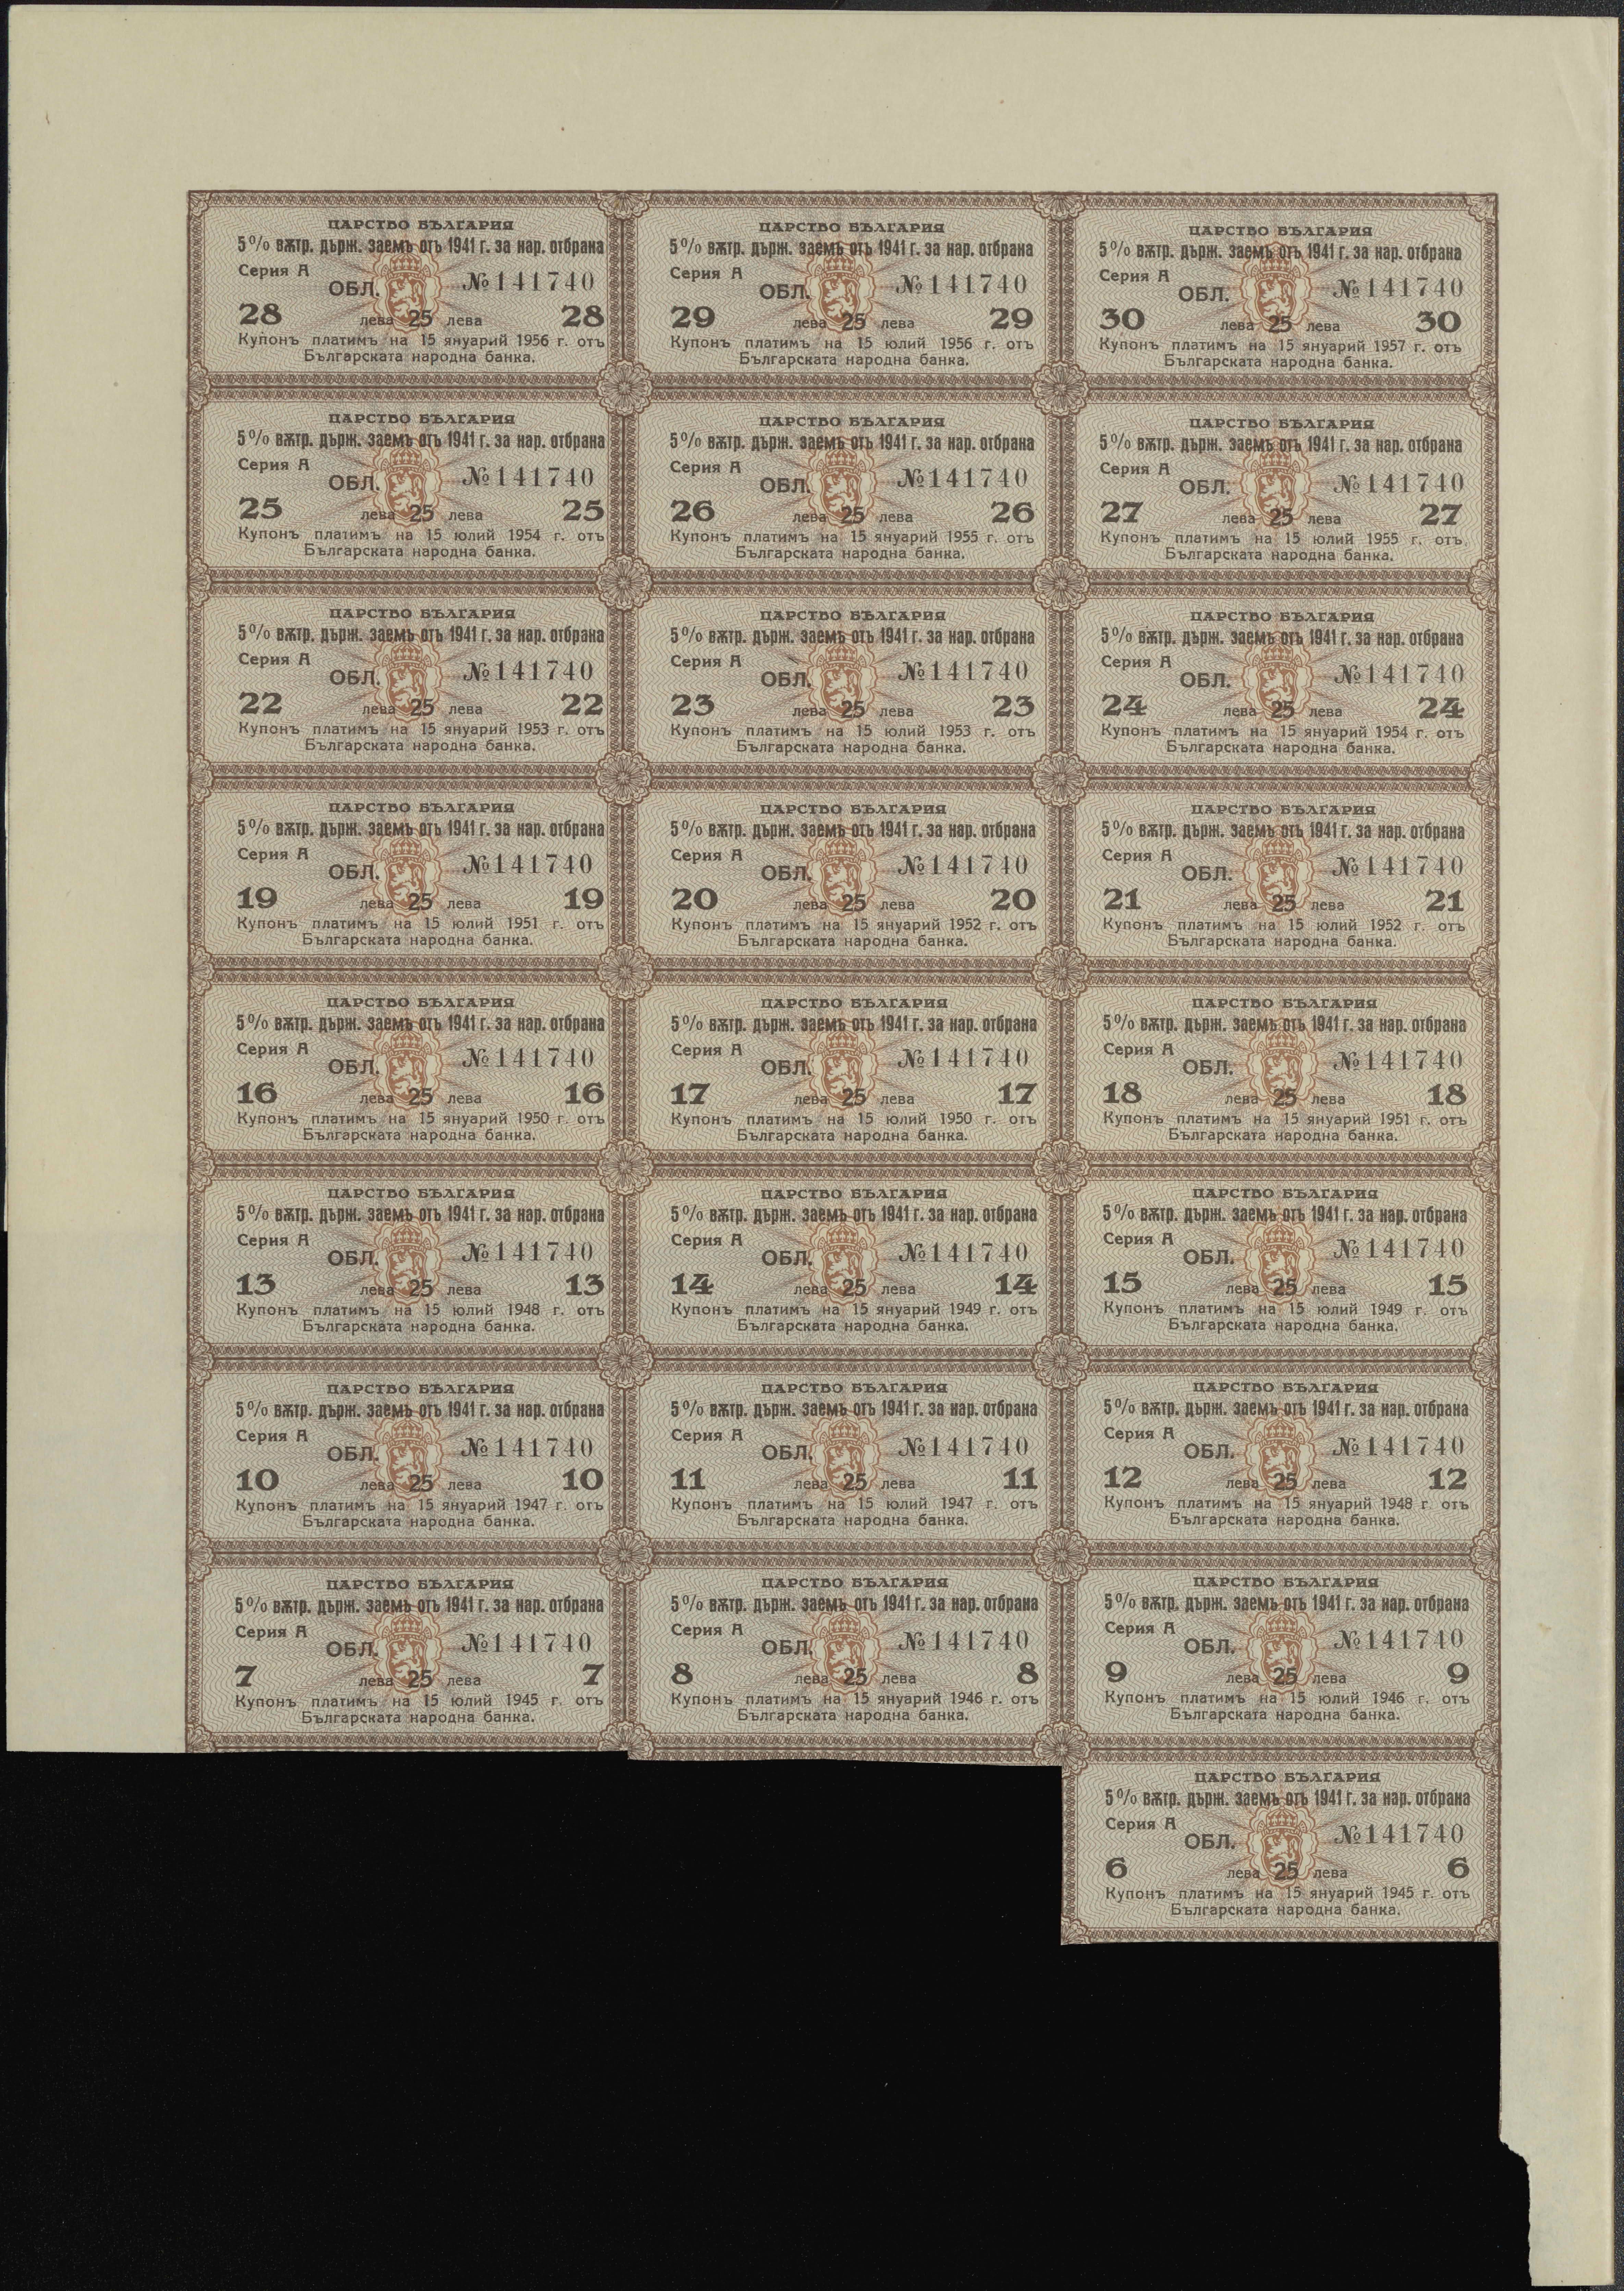 ЦАРСТВО БЪЛГАРИЯ
5% вѫтр. държ. заемъ отъ 1941 г. за нар. отбрана
Серия А
ОБЛ. №141740
28 лева 25 лева 28
Купонъ платимъ на 15 януарий 1956 г. отъ
Българската народна банка.
ЦАРСТВО БЪЛГАРИЯ
5% вѫтр. държ. заемъ отъ 1941 г. за нар. отбрана
Серия А
ОБЛ. №141740
29 лева 25 лева 29
Купонъ платимъ на 15 юлий 1956 г. отъ
Българската народна банка.
ЦАРСТВО БЪЛГАРИЯ
5% вѫтр. държ. заемъ отъ 1941 г. за нар. отбрана
Серия А
ОБЛ. №141740
30 лева 25 лева 30
Купонъ платимъ на 15 януарий 1957 г. отъ
Българската народна банка.
ЦАРСТВО БЪЛГАРИЯ
5% вѫтр. държ. заемъ отъ 1941 г. за нар. отбрана
Серия А
ОБЛ. №141740
25 лева 25 лева 25
Купонъ платимъ на 15 юлий 1954 г. отъ
Българската народна банка.
ЦАРСТВО БЪЛГАРИЯ
5% вѫтр. държ. заемъ отъ 1941 г. за нар. отбрана
Серия А
ОБЛ. №141740
26 лева 25 лева 26
Купонъ платимъ на 15 януарий 1955 г. отъ
Българската народна банка.
ЦАРСТВО БЪЛГАРИЯ
5% вѫтр. държ. заемъ отъ 1941 г. за нар. отбрана
Серия А
ОБЛ. №141740
27 лева 25 лева 27
Купонъ платимъ на 15 юлий 1955 г. отъ
Българската народна банка.
ЦАРСТВО БЪЛГАРИЯ
5% вѫтр. държ. заемъ отъ 1941 г. за нар. отбрана
Серия А
ОБЛ. №141740
22 лева 25 лева 22
Купонъ платимъ на 15 януарий 1953 г. отъ
Българската народна банка.
ЦАРСТВО БЪЛГАРИЯ
5% вѫтр. държ. заемъ отъ 1941 г. за нар. отбрана
Серия А
ОБЛ. №141740
23 лева 25 лева 23
Купонъ платимъ на 15 юлий 1953 г. отъ
Българската народна банка.
ЦАРСТВО БЪЛГАРИЯ
5% вѫтр. държ. заемъ отъ 1941 г. за нар. отбрана
Серия А
ОБЛ. №141740
24 лева 25 лева 24
Купонъ платимъ на 15 януарий 1954 г. отъ
Българската народна банка.
ЦАРСТВО БЪЛГАРИЯ
5% вѫтр. държ. заемъ отъ 1941 г. за нар. отбрана
Серия А
ОБЛ. №141740
19 лева 25 лева 19
Купонъ платимъ на 15 юлий 1951 г. отъ
Българската народна банка.
ЦАРСТВО БЪЛГАРИЯ
5% вѫтр. държ. заемъ отъ 1941 г. за нар. отбрана
Серия А
ОБЛ. №141740
20 лева 25 лева 20
Купонъ платимъ на 15 януарий 1952 г. отъ
Българската народна банка.
ЦАРСТВО БЪЛГАРИЯ
5% вѫтр. държ. заемъ отъ 1941 г. за нар. отбрана
Серия А
ОБЛ. №141740
21 лева 25 лева 21
Купонъ платимъ на 15 юлий 1952 г. отъ
Българската народна банка.
ЦАРСТВО БЪЛГАРИЯ
5% вѫтр. държ. заемъ отъ 1941 г. за нар. отбрана
Серия А
ОБЛ. №141740
16 лева 25 лева 16
Купонъ платимъ на 15 януарий 1950 г. отъ
Българската народна банка.
ЦАРСТВО БЪЛГАРИЯ
5% вѫтр. държ. заемъ отъ 1941 г. за нар. отбрана
Серия А
ОБЛ. №141740
17 лева 25 лева 17
Купонъ платимъ на 15 юлий 1950 г. отъ
Българската народна банка.
ЦАРСТВО БЪЛГАРИЯ
5% вѫтр. държ. заемъ отъ 1941 г. за нар. отбрана
Серия А
ОБЛ. №141740
18 лева 25 лева 18
Купонъ платимъ на 15 януарий 1951 г. отъ
Българската народна банка.
ЦАРСТВО БЪЛГАРИЯ
5% вѫтр. държ. заемъ отъ 1941 г. за нар. отбрана
Серия А
ОБЛ. №141740
13 лева 25 лева 13
Купонъ платимъ на 15 юлий 1948 г. отъ
Българската народна банка.
ЦАРСТВО БЪЛГАРИЯ
5% вѫтр. държ. заемъ отъ 1941 г. за нар. отбрана
Серия А
ОБЛ. №141740
14 лева 25 лева 14
Купонъ платимъ на 15 януарий 1949 г. отъ
Българската народна банка.
ЦАРСТВО БЪЛГАРИЯ
5% вѫтр. държ. заемъ отъ 1941 г. за нар. отбрана
Серия А
ОБЛ. №141740
15 лева 25 лева 15
Купонъ платимъ на 15 юлий 1949 г. отъ
Българската народна банка.
ЦАРСТВО БЪЛГАРИЯ
5% вѫтр. държ. заемъ отъ 1941 г. за нар. отбрана
Серия А
ОБЛ. №141740
10 лева 25 лева 10
Купонъ платимъ на 15 януарий 1947 г. отъ
Българската народна банка.
ЦАРСТВО БЪЛГАРИЯ
5% вѫтр. държ. заемъ отъ 1941 г. за нар. отбрана
Серия А
ОБЛ. №141740
11 лева 25 лева 11
Купонъ платимъ на 15 юлий 1947 г. отъ
Българската народна банка.
ЦАРСТВО БЪЛГАРИЯ
5% вѫтр. държ. заемъ отъ 1941 г. за нар. отбрана
Серия А
ОБЛ. №141740
12 лева 25 лева 12
Купонъ платимъ на 15 януарий 1948 г. отъ
Българската народна банка.
ЦАРСТВО БЪЛГАРИЯ
5% вѫтр. държ. заемъ отъ 1941 г. за нар. отбрана
Серия А
ОБЛ. №141740
7 лева 25 лева 7
Купонъ платимъ на 15 юлий 1945 г. отъ
Българската народна банка.
ЦАРСТВО БЪЛГАРИЯ
5% вѫтр. държ. заемъ отъ 1941 г. за нар. отбрана
Серия А
ОБЛ. №141740
8 лева 25 лева 8
Купонъ платимъ на 15 януарий 1946 г. отъ
Българската народна банка.
ЦАРСТВО БЪЛГАРИЯ
5% вѫтр. държ. заемъ отъ 1941 г. за нар. отбрана
Серия А
ОБЛ. №141740
9 лева 25 лева 9
Купонъ платимъ на 15 юлий 1946 г. отъ
Българската народна банка.
ЦАРСТВО БЪЛГАРИЯ
5% вѫтр. държ. заемъ отъ 1941 г. за нар. отбрана
Серия А
ОБЛ. №141740
6 лева 25 лева 6
Купонъ платимъ на 15 януарий 1945 г. отъ
Българската народна банка.